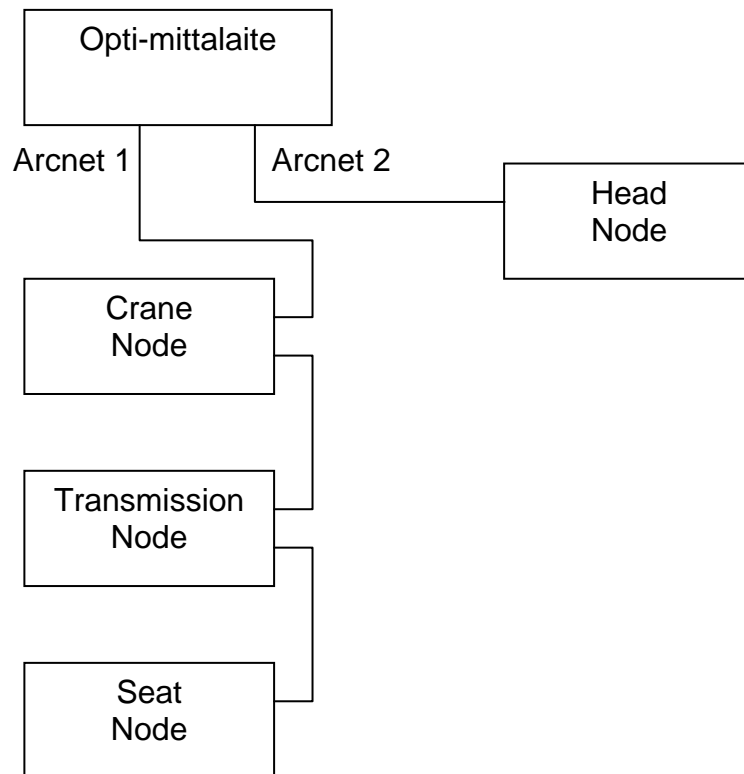 Opti-mittalaite
Arcnet 1
Arcnet 2
Head
Node
Crane
Node
Transmission
Node
Seat
Node